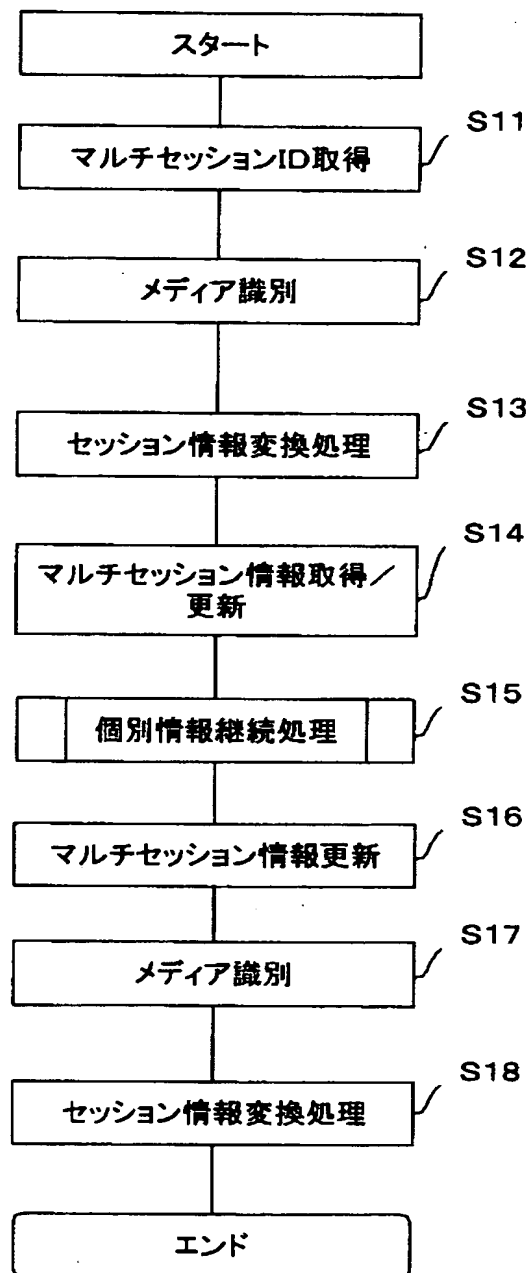 スタート
S11
マルチセッションID取得
S12
メディア識別
S13
セッション情報変換処理
S14
マルチセッション情報取得／
更新
S15
個別情報継続処理
S16
マルチセッション情報更新
S17
メディア識別
S18
セッション情報変換処理
エンド